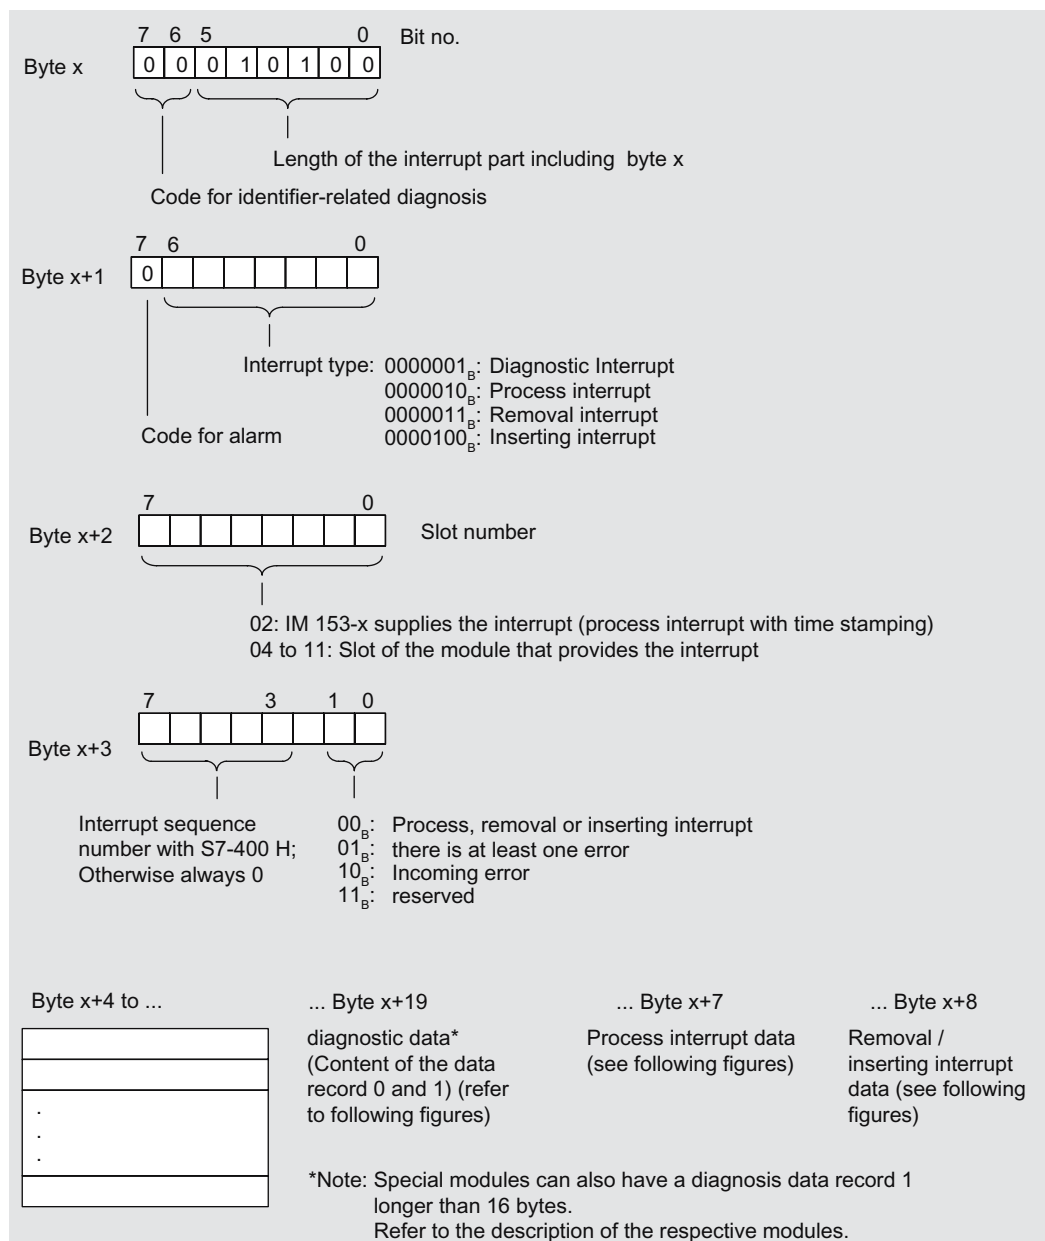 7 6 5 0 Bit no.
Byte x 0 0 0 1 0 1 0 0
Length of the interrupt part including byte x
Code for identifier-related diagnosis
7 6 0
Byte x+1 0
Interrupt type: 0000001B: Diagnostic Interrupt
0000010B: Process interrupt
0000011B: Removal interrupt
Code for alarm 0000100B: Inserting interrupt
7 0
Byte x+2 Slot number
02: IM 153-x supplies the interrupt (process interrupt with time stamping)
04 to 11: Slot of the module that provides the interrupt
7 3 1 0
Byte x+3
Interrupt sequence
number with S7-400 H;
Otherwise always 0
00B: Process, removal or inserting interrupt
01B: there is at least one error
10B: Incoming error
11B: reserved
Byte x+4 to ...
.
.
.
... Byte x+19
diagnostic data*
(Content of the data
record 0 and 1) (refer
to following figures)
... Byte x+7
Process interrupt data
(see following figures)
... Byte x+8
Removal /
inserting interrupt
data (see following
figures)
*Note: Special modules can also have a diagnosis data record 1
longer than 16 bytes.
Refer to the description of the respective modules.